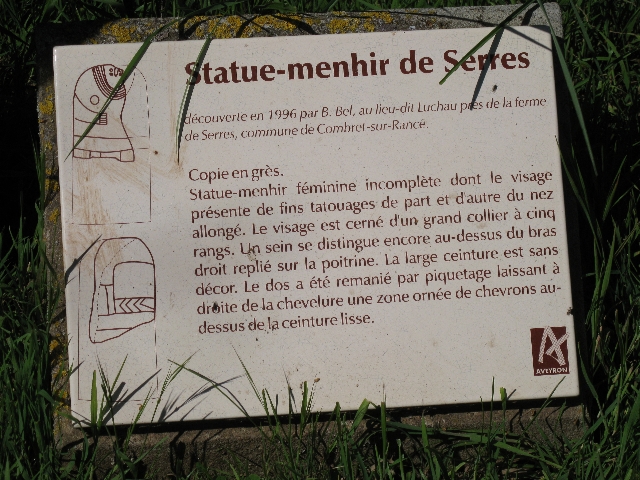 Statue-menhir de Serres
découverte en 1996 par B. Bel, au lieu-dit Luchau près de la ferme
de Serres, commune de Combret-sur-Rance.
Copie en grès.
Statue-menhir féminine incomplète dont le visage
présente de fins tatouages de part et d'autre du nez
allongé. Le visage est cerné d'un grand collier à cinq
rangs. Un sein se distingue encore au-dessus du bras
droit replié sur la poitrine. La large ceinture est sans
décor. Le dos a été remanié par piquetage laissant à
droite de la chevelure une zone ornée de chevrons au-
dessus de la ceinture lisse.
AVEYRON